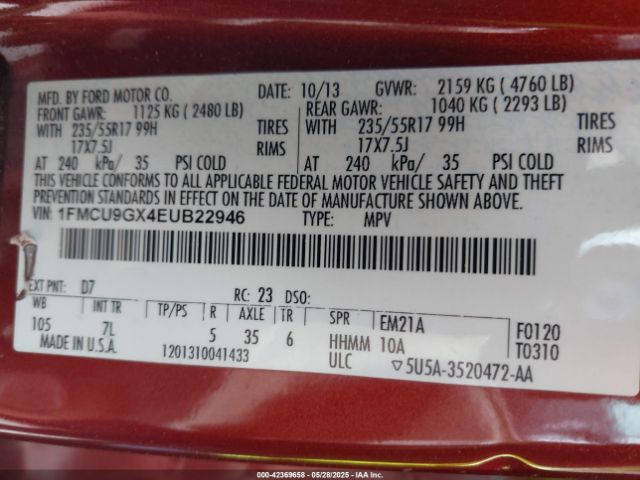 MFD. BY FORD MOTOR CO. DATE: 10/13 GVWR: 2159 KG ( 4760 LB)
FRONT GAWR: 1125 KG ( 2480 LB) REAR GAWR: 1040 KG ( 2293 LB)
WITH 235/55R17 99H TIRES WITH 235/55R17 99H TIRES
17X7.5J RIMS 17X7.5J RIMS
AT 240 kPa/ 35 PSI COLD AT 240 kPa/ 35 PSI COLD
THIS VEHICLE CONFORMS TO ALL APPLICABLE FEDERAL MOTOR VEHICLE SAFETY AND THEFT
PREVENTION STANDARDS IN EFFECT ON THE DATE OF MANUFACTURE SHOWN ABOVE.
VIN: 1FMCU9GX4EUB22946 TYPE: MPV
EXT PNT: D7 RC: 23 DSO:
WB INT TR TP/PS R AXLE TR SPR EM21A F0120
105 7L 5 35 6 HHMM 10A T0310
MADE IN U.S.A. 1201310041433 ULC ▽5U5A-3520472-AA
000-42369658 - 05/28/2025 - IAA Inc.